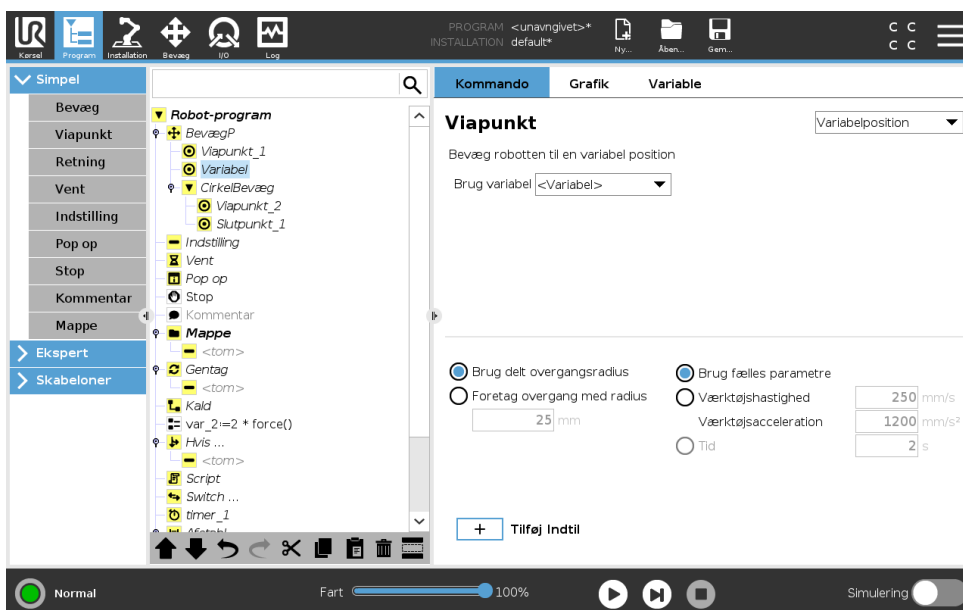 PROGRAM <unavngivet>*
INSTALLATION default*
UR
Kørsel
Program
Installation
Bevæg
I/O
Log
Ny...
Åben...
Gem...
C C
C C
Simpel
Bevæg
Viapunkt
Retning
Vent
Indstilling
Pop op
Stop
Kommentar
Mappe
Ekspert
Skabeloner
Robot-program
BevægP
Viapunkt_1
Variabel
CirkelBevæg
Viapunkt_2
Slutpunkt_1
Indstilling
Vent
Pop op
Stop
Kommentar
Mappe
<tom>
Gentag
<tom>
Kald
var_2:=2 * force()
Hvis ...
<tom>
Script
Switch ...
timer_1
Kommando
Grafik
Variable
Viapunkt
Variabelposition
Bevæg robotten til en variabel position
Brug variabel <Variabel>
Brug delt overgangsradius
Foretag overgang med radius
25 mm
Brug fælles parametre
Værktøjshastighed 250 mm/s
Værktøjsacceleration 1200 mm/s²
Tid 2 s
+ Tilføj Indtil
Normal
Fart 100%
Simulering